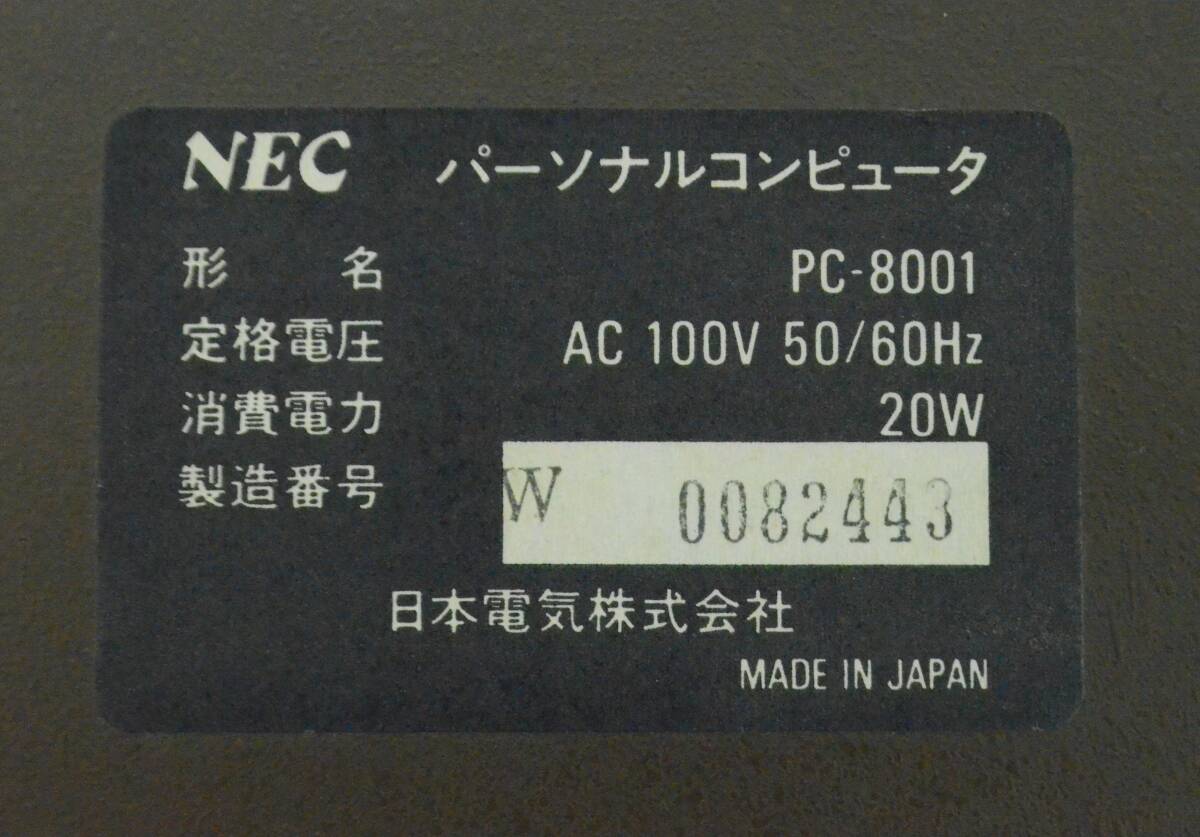 NEC パーソナルコンピュータ
形名 PC-8001
定格電圧 AC 100V 50/60Hz
消費電力 20W
製造番号 W 0082443
日本電気株式会社
MADE IN JAPAN